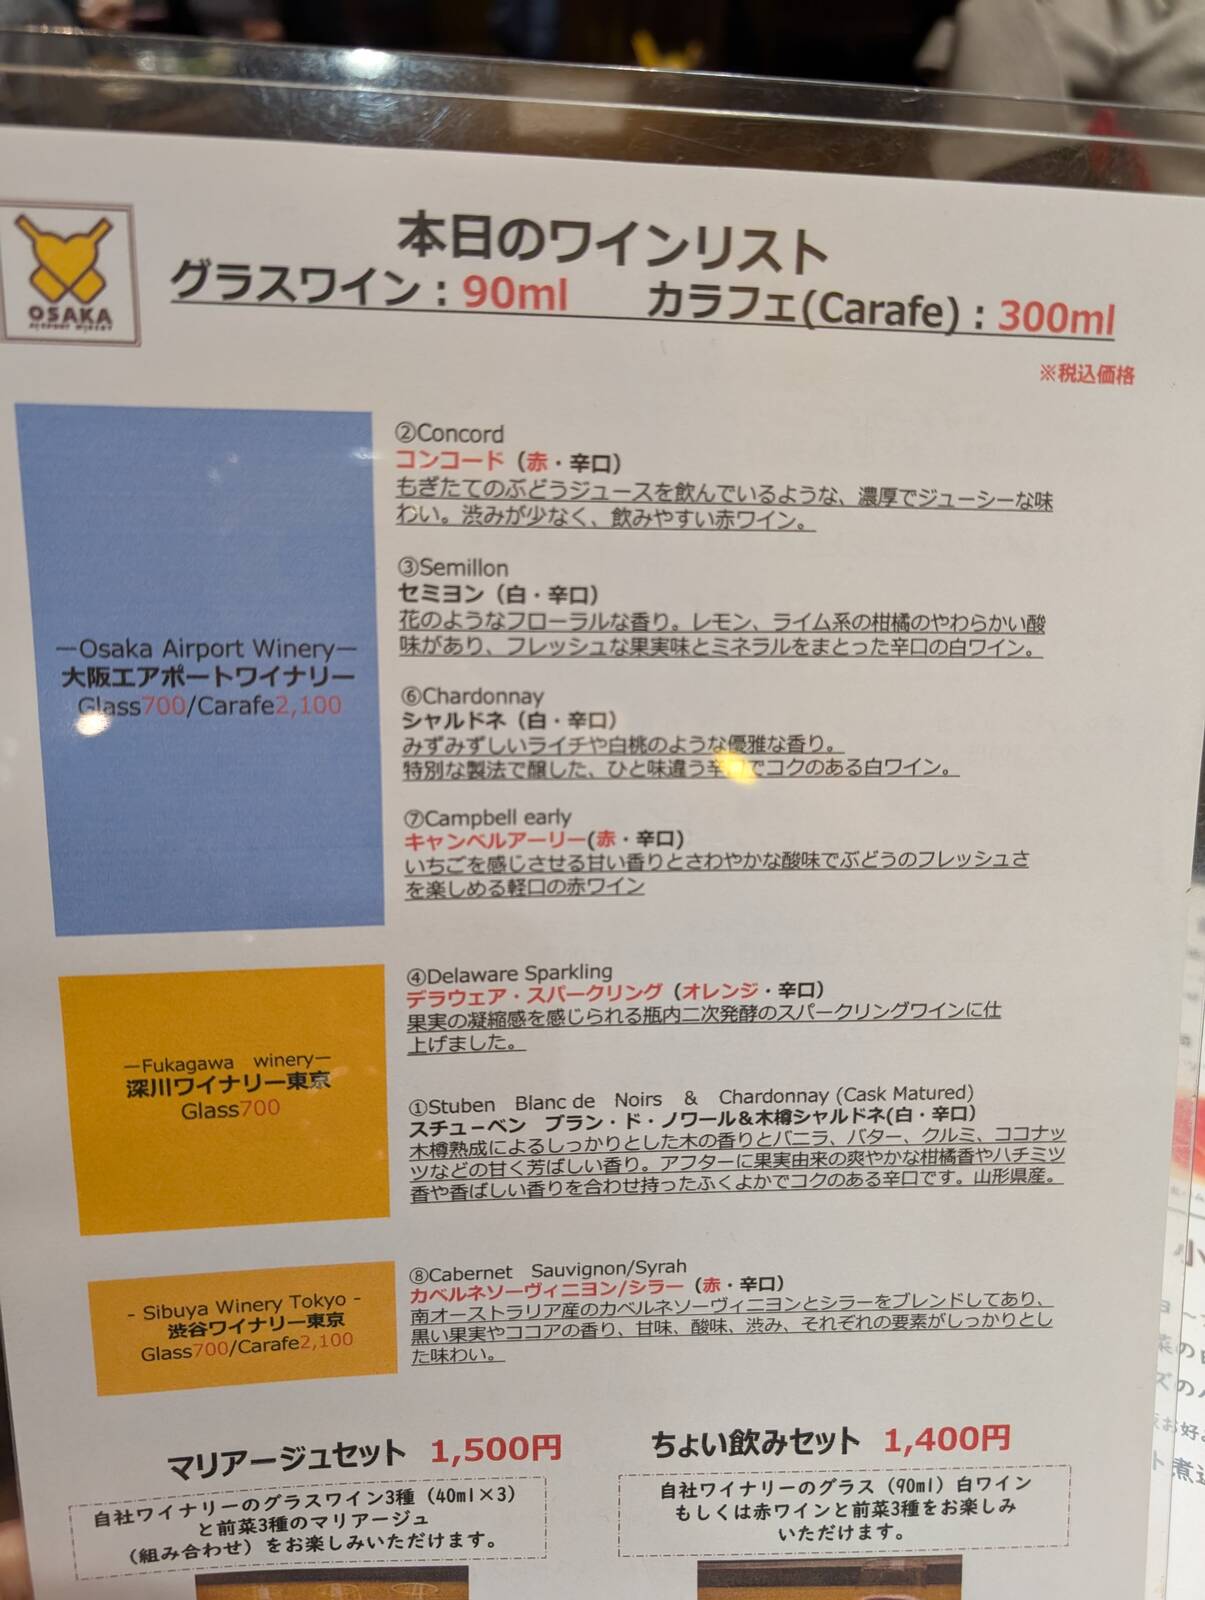 本日のワインリスト
グラスワイン：90ml カラフェ(Carafe)：300ml
※税込価格
OSAKA
AIRPORT WINERY
②Concord
コンコード（赤・辛口）
もぎたてのぶどうジュースを飲んでいるような、濃厚でジューシーな味
わい。渋みが少なく、飲みやすい赤ワイン。
③Semillon
セミヨン（白・辛口）
花のようなフローラルな香り。レモン、ライム系の柑橘のやわらかい酸
味があり、フレッシュな果実味とミネラルをまとった辛口の白ワイン。
―Osaka Airport Winery―
大阪エアポートワイナリー
Glass700/Carafe2,100
⑥Chardonnay
シャルドネ（白・辛口）
みずみずしいライチや白桃のような優雅な香り。
特別な製法で醸した、ひと味違う辛口でコクのある白ワイン。
⑦Campbell early
キャンベルアーリー(赤・辛口)
いちごを感じさせる甘い香りとさわやかな酸味でぶどうのフレッシュさ
を楽しめる軽口の赤ワイン
④Delaware Sparkling
デラウェア・スパークリング（オレンジ・辛口）
果実の凝縮感を感じられる瓶内二次発酵のスパークリングワインに仕
上げました。
―Fukagawa winery―
深川ワイナリー東京
Glass700
①Stuben Blanc de Noirs & Chardonnay (Cask Matured)
スチューベン ブラン・ド・ノワール＆木樽シャルドネ(白・辛口)
木樽熟成によるしっかりとした木の香りとバニラ、バター、クルミ、ココナッ
ツなどの甘く芳ばしい香り。アフターに果実由来の爽やかな柑橘香やハチミツ
香や香ばしい香りを合わせ持ったふくよかでコクのある辛口です。山形県産。
- Sibuya Winery Tokyo -
渋谷ワイナリー東京
Glass700/Carafe2,100
⑧Cabernet Sauvignon/Syrah
カベルネソーヴィニヨン/シラー（赤・辛口）
南オーストラリア産のカベルネソーヴィニヨンとシラーをブレンドしてあり、
黒い果実やココアの香り、甘味、酸味、渋み、それぞれの要素がしっかりとし
た味わい。
マリアージュセット 1,500円
自社ワイナリーのグラスワイン3種（40ml×3）
と前菜3種のマリアージュ
（組み合わせ）をお楽しみいただけます。
ちょい飲みセット 1,400円
自社ワイナリーのグラス（90ml）白ワイン
もしくは赤ワインと前菜3種をお楽しみ
いただけます。
小